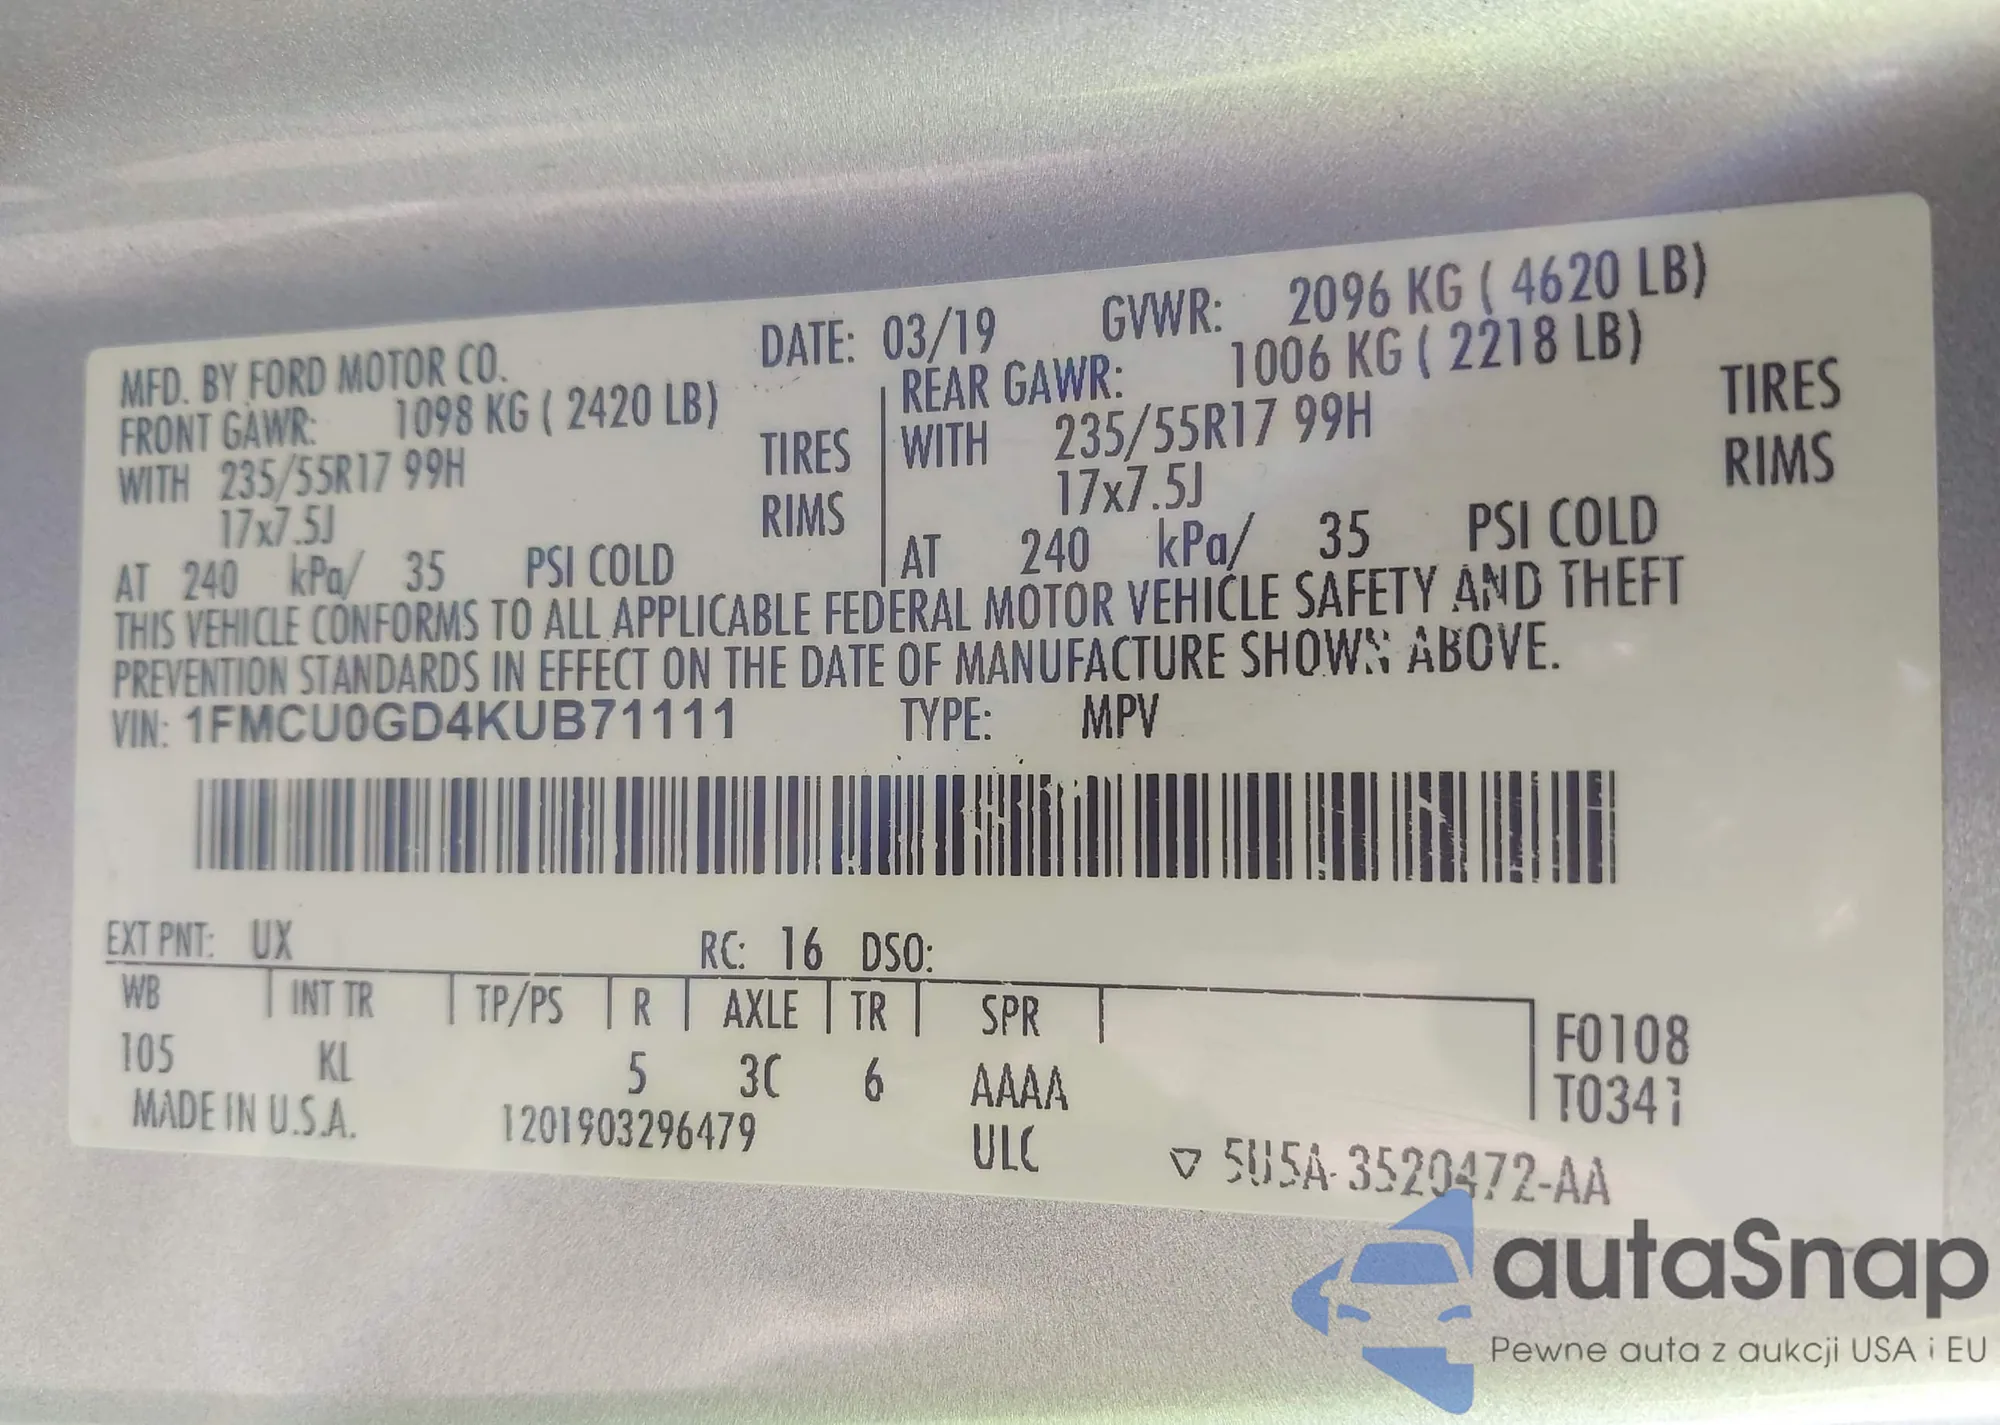 MFD. BY FORD MOTOR CO. DATE: 03/19 GVWR: 2096 KG ( 4620 LB)
FRONT GAWR: 1098 KG ( 2420 LB) REAR GAWR: 1006 KG ( 2218 LB)
WITH 235/55R17 99H TIRES WITH 235/55R17 99H TIRES
17x7.5J RIMS 17x7.5J RIMS
AT 240 kPa/ 35 PSI COLD AT 240 kPa/ 35 PSI COLD
THIS VEHICLE CONFORMS TO ALL APPLICABLE FEDERAL MOTOR VEHICLE SAFETY AND THEFT
PREVENTION STANDARDS IN EFFECT ON THE DATE OF MANUFACTURE SHOWN ABOVE.
VIN: 1FMCU0GD4KUB71111 TYPE: MPV
EXT PNT: UX RC: 16 DSO:
WB INT TR TP/PS R AXLE TR SPR F0108
105 KL 5 3C 6 AAAA T0341
MADE IN U.S.A. 1201903296479 ULC ▽ 5U5A-3520472-AA
autaSnap
Pewne auta z aukcji USA i EU